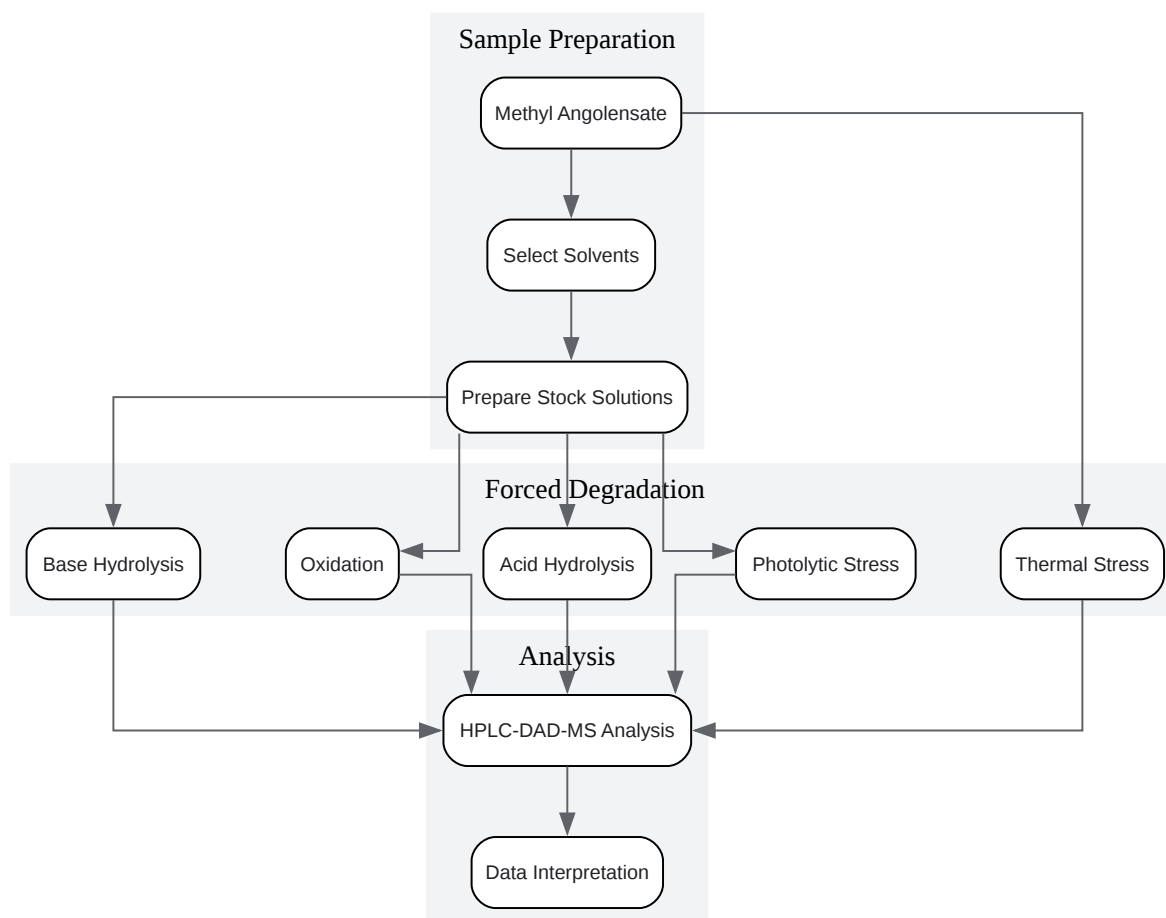 Sample Preparation
Methyl Angolensate
Select Solvents
Prepare Stock Solutions
Forced Degradation
Base Hydrolysis
Oxidation
Acid Hydrolysis
Photolytic Stress
Thermal Stress
Analysis
HPLC-DAD-MS Analysis
Data Interpretation